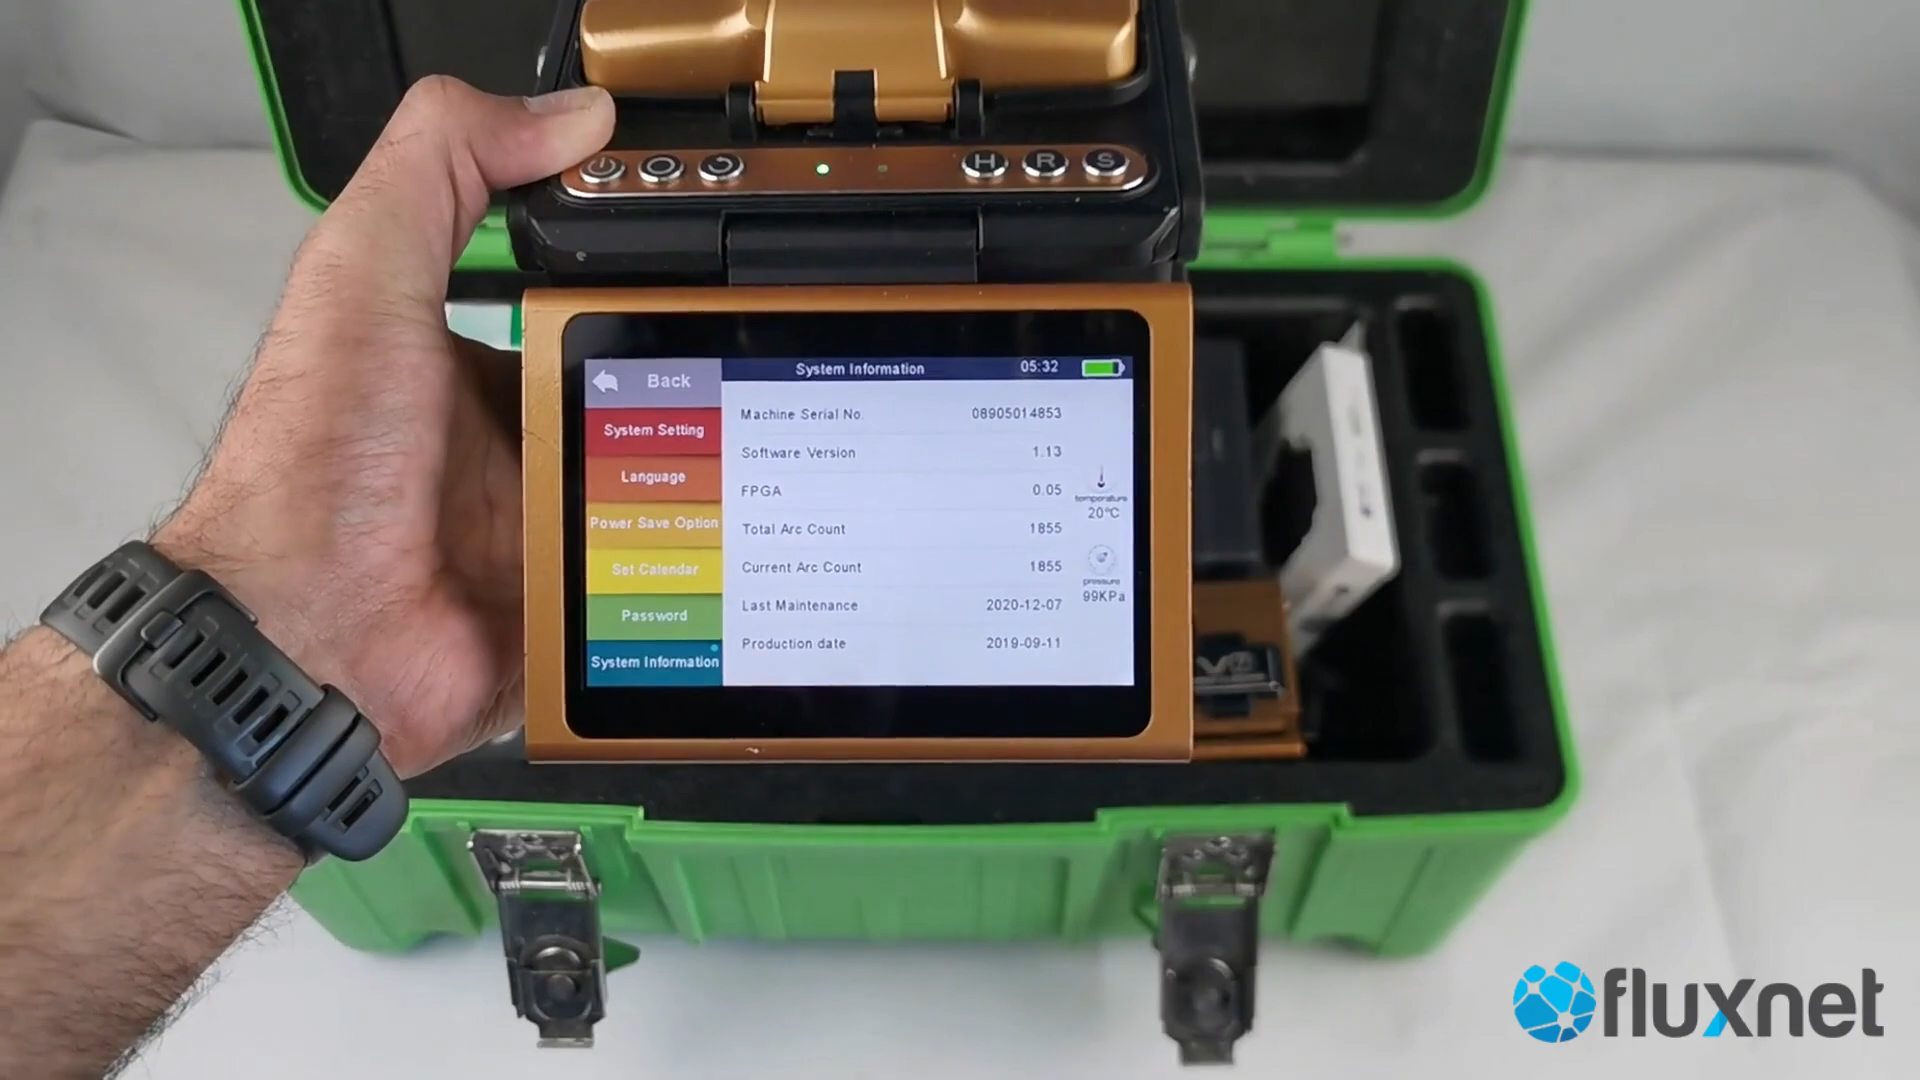 H R S
Back
System Information 05:32
System Setting
Language
Power Save Option
Set Calendar
Password
System Information
Machine Serial No. 08905014853
Software Version 1.13
FPGA 0.05
Total Arc Count 1855
Current Arc Count 1855
Last Maintenance 2020-12-07
Production date 2019-09-11
temperature
20°C
pressure
99KPa
fluxnet